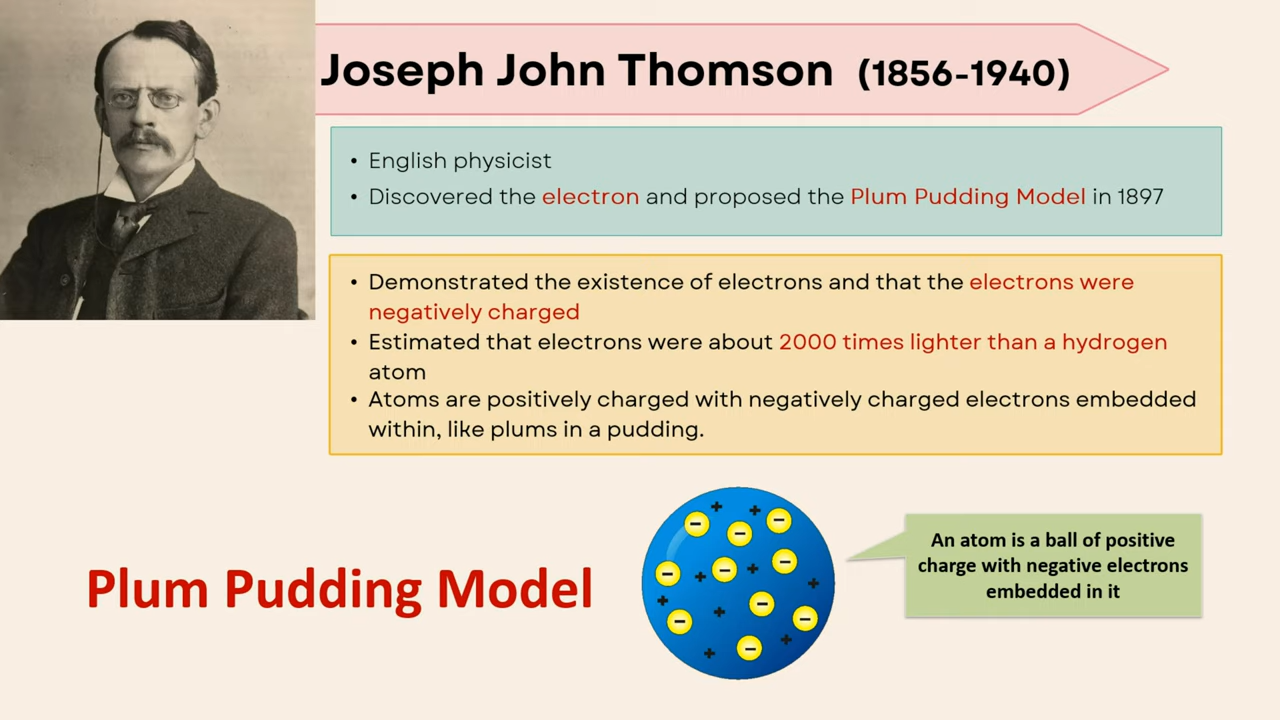 Joseph John Thomson (1856-1940)
• English physicist
• Discovered the electron and proposed the Plum Pudding Model in 1897
• Demonstrated the existence of electrons and that the electrons were
negatively charged
• Estimated that electrons were about 2000 times lighter than a hydrogen
atom
• Atoms are positively charged with negatively charged electrons embedded
within, like plums in a pudding.
Plum Pudding Model
An atom is a ball of positive
charge with negative electrons
embedded in it